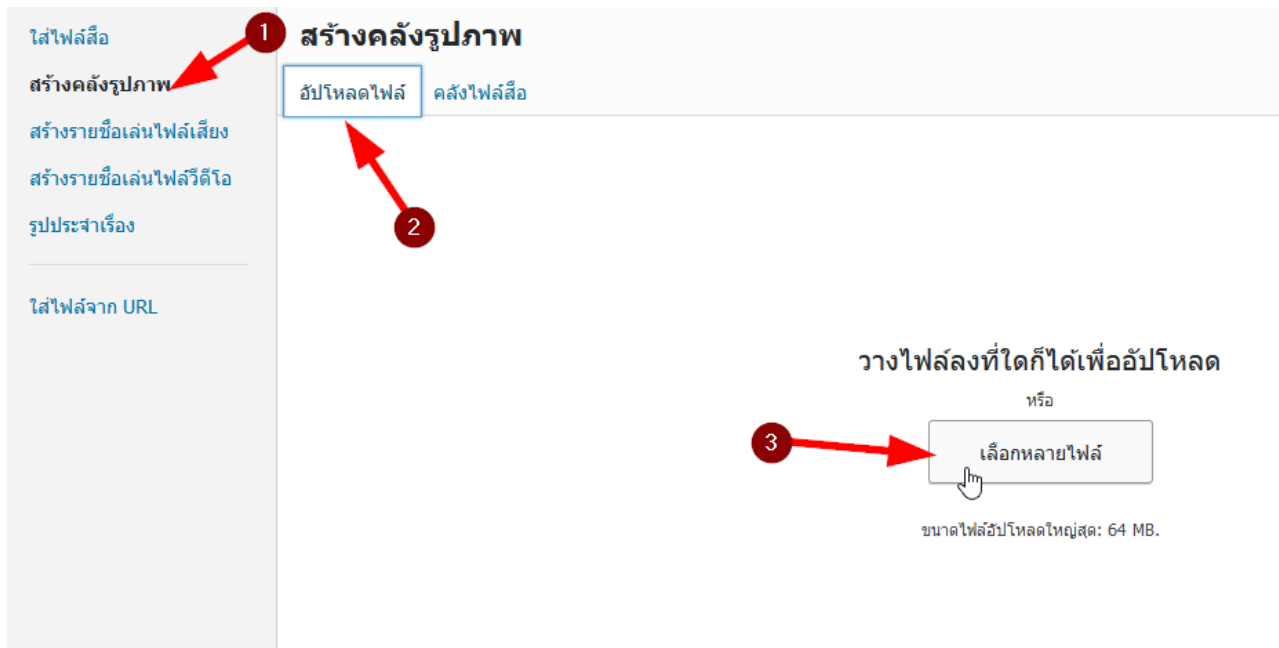 ใส่ไฟล์สื่อ
สร้างคลังรูปภาพ
สร้างรายชื่อเล่นไฟล์เสียง
สร้างรายชื่อเล่นไฟล์วีดีโอ
รูปประจำเรื่อง
ใส่ไฟล์จาก URL
1
สร้างคลังรูปภาพ
อัปโหลดไฟล์ คลังไฟล์สื่อ
2
วางไฟล์ลงที่ใดก็ได้เพื่ออัปโหลด
หรือ
3
เลือกหลายไฟล์
ขนาดไฟล์อัปโหลดใหญ่สุด: 64 MB.